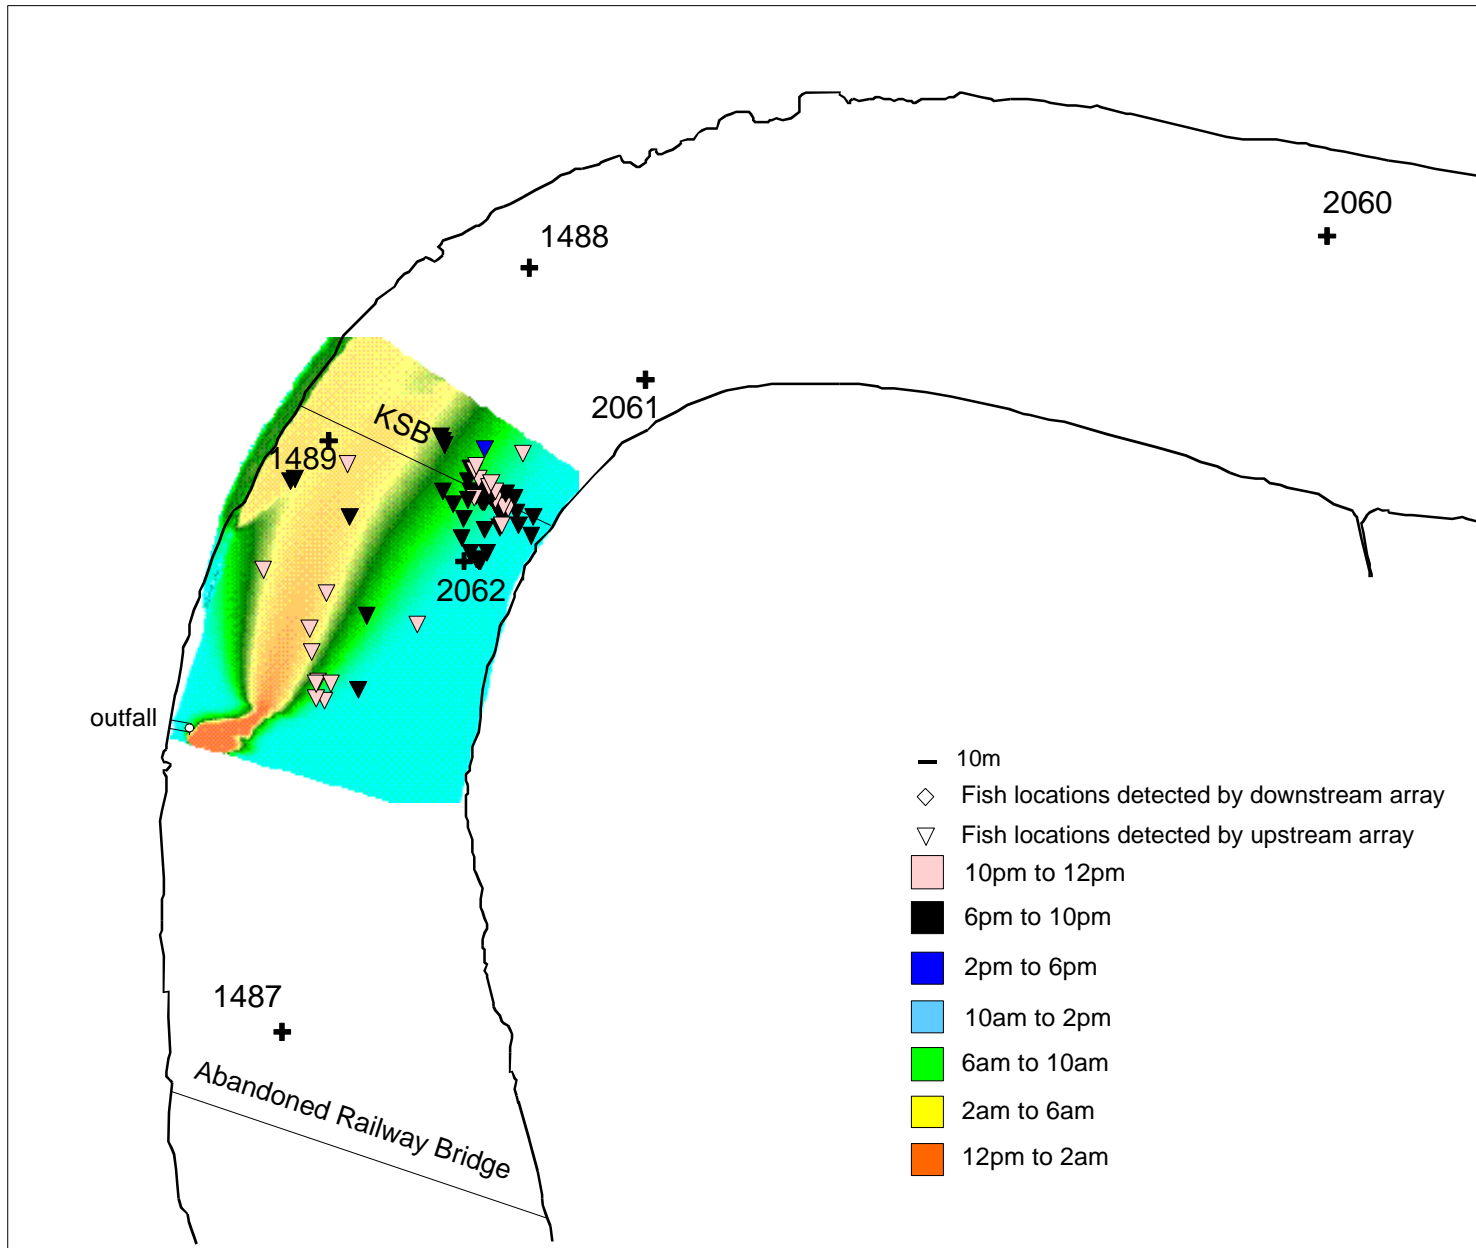 2060
1488
2061
KSB
1489
2062
outfall
10m
Fish locations detected by downstream array
Fish locations detected by upstream array
10pm to 12pm
6pm to 10pm
2pm to 6pm
10am to 2pm
6am to 10am
2am to 6am
12pm to 2am
1487
Abandoned Railway Bridge